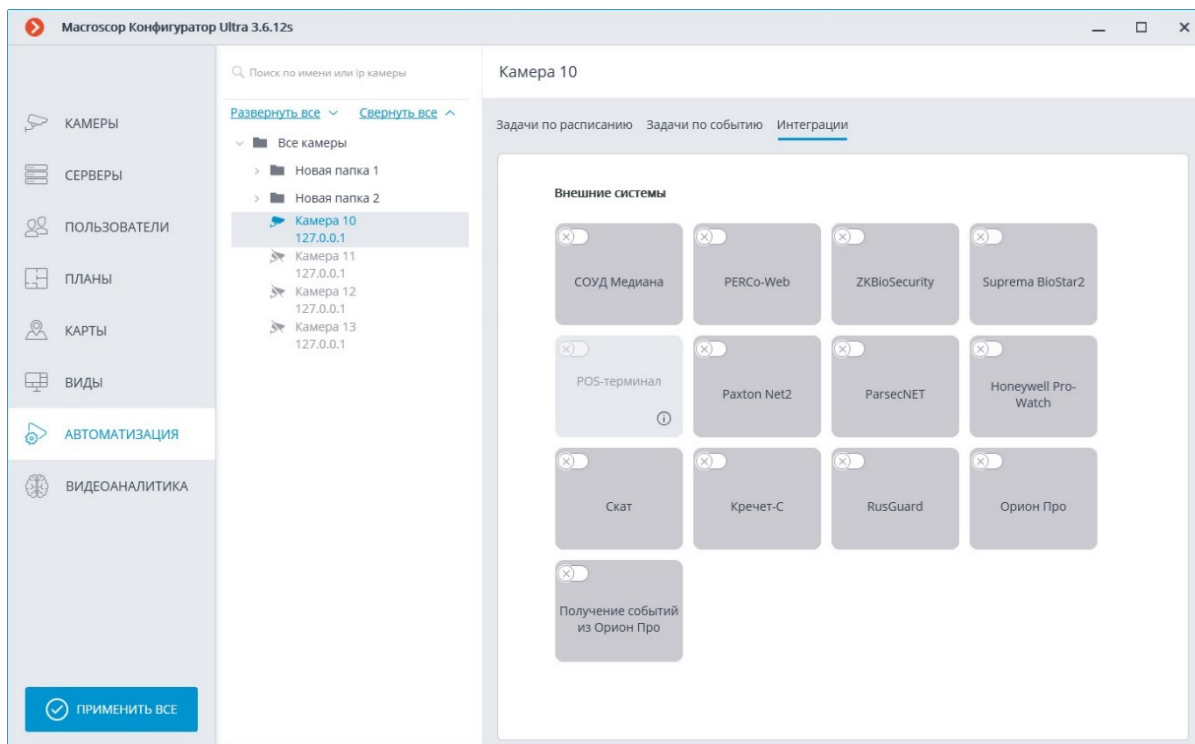 Macroscop Конфигуратор Ultra 3.6.12s
КАМЕРЫ
СЕРВЕРЫ
ПОЛЬЗОВАТЕЛИ
ПЛАНЫ
КАРТЫ
ВИДЫ
АВТОМАТИЗАЦИЯ
ВИДЕОАНАЛИТИКА
ПРИМЕНИТЬ ВСЕ
Поиск по имени или ip камеры
Развернуть все Свернуть все
Все камеры
Новая папка 1
Новая папка 2
Камера 10
127.0.0.1
Камера 11
127.0.0.1
Камера 12
127.0.0.1
Камера 13
127.0.0.1
Камера 10
Задачи по расписанию Задачи по событию Интеграции
Внешние системы
СОУД Медиана
PERCo-Web
ZKBioSecurity
Suprema BioStar2
POS-терминал
Paxton Net2
ParsecNET
Honeywell Pro-
Watch
Скат
Кречет-С
RusGuard
Орион Про
Получение событий
из Орион Про